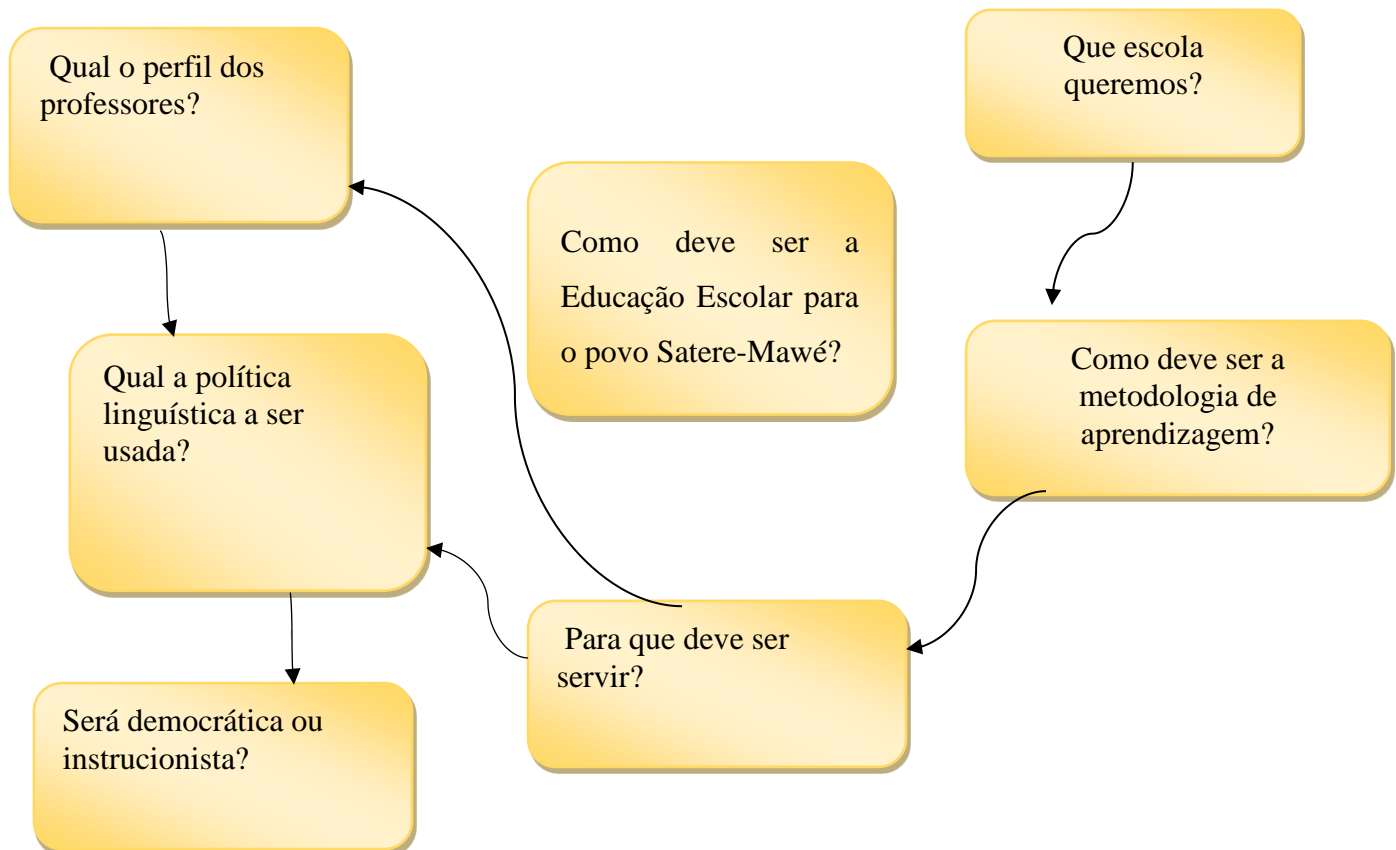 Qual o perfil dos
professores?
Que escola
queremos?
Como deve ser a
Educação Escolar para
o povo Satere-Mawé?
Qual a política
linguística a ser
usada?
Como deve ser a
metodologia de
aprendizagem?
Para que deve ser
servir?
Será democrática ou
instrucionista?